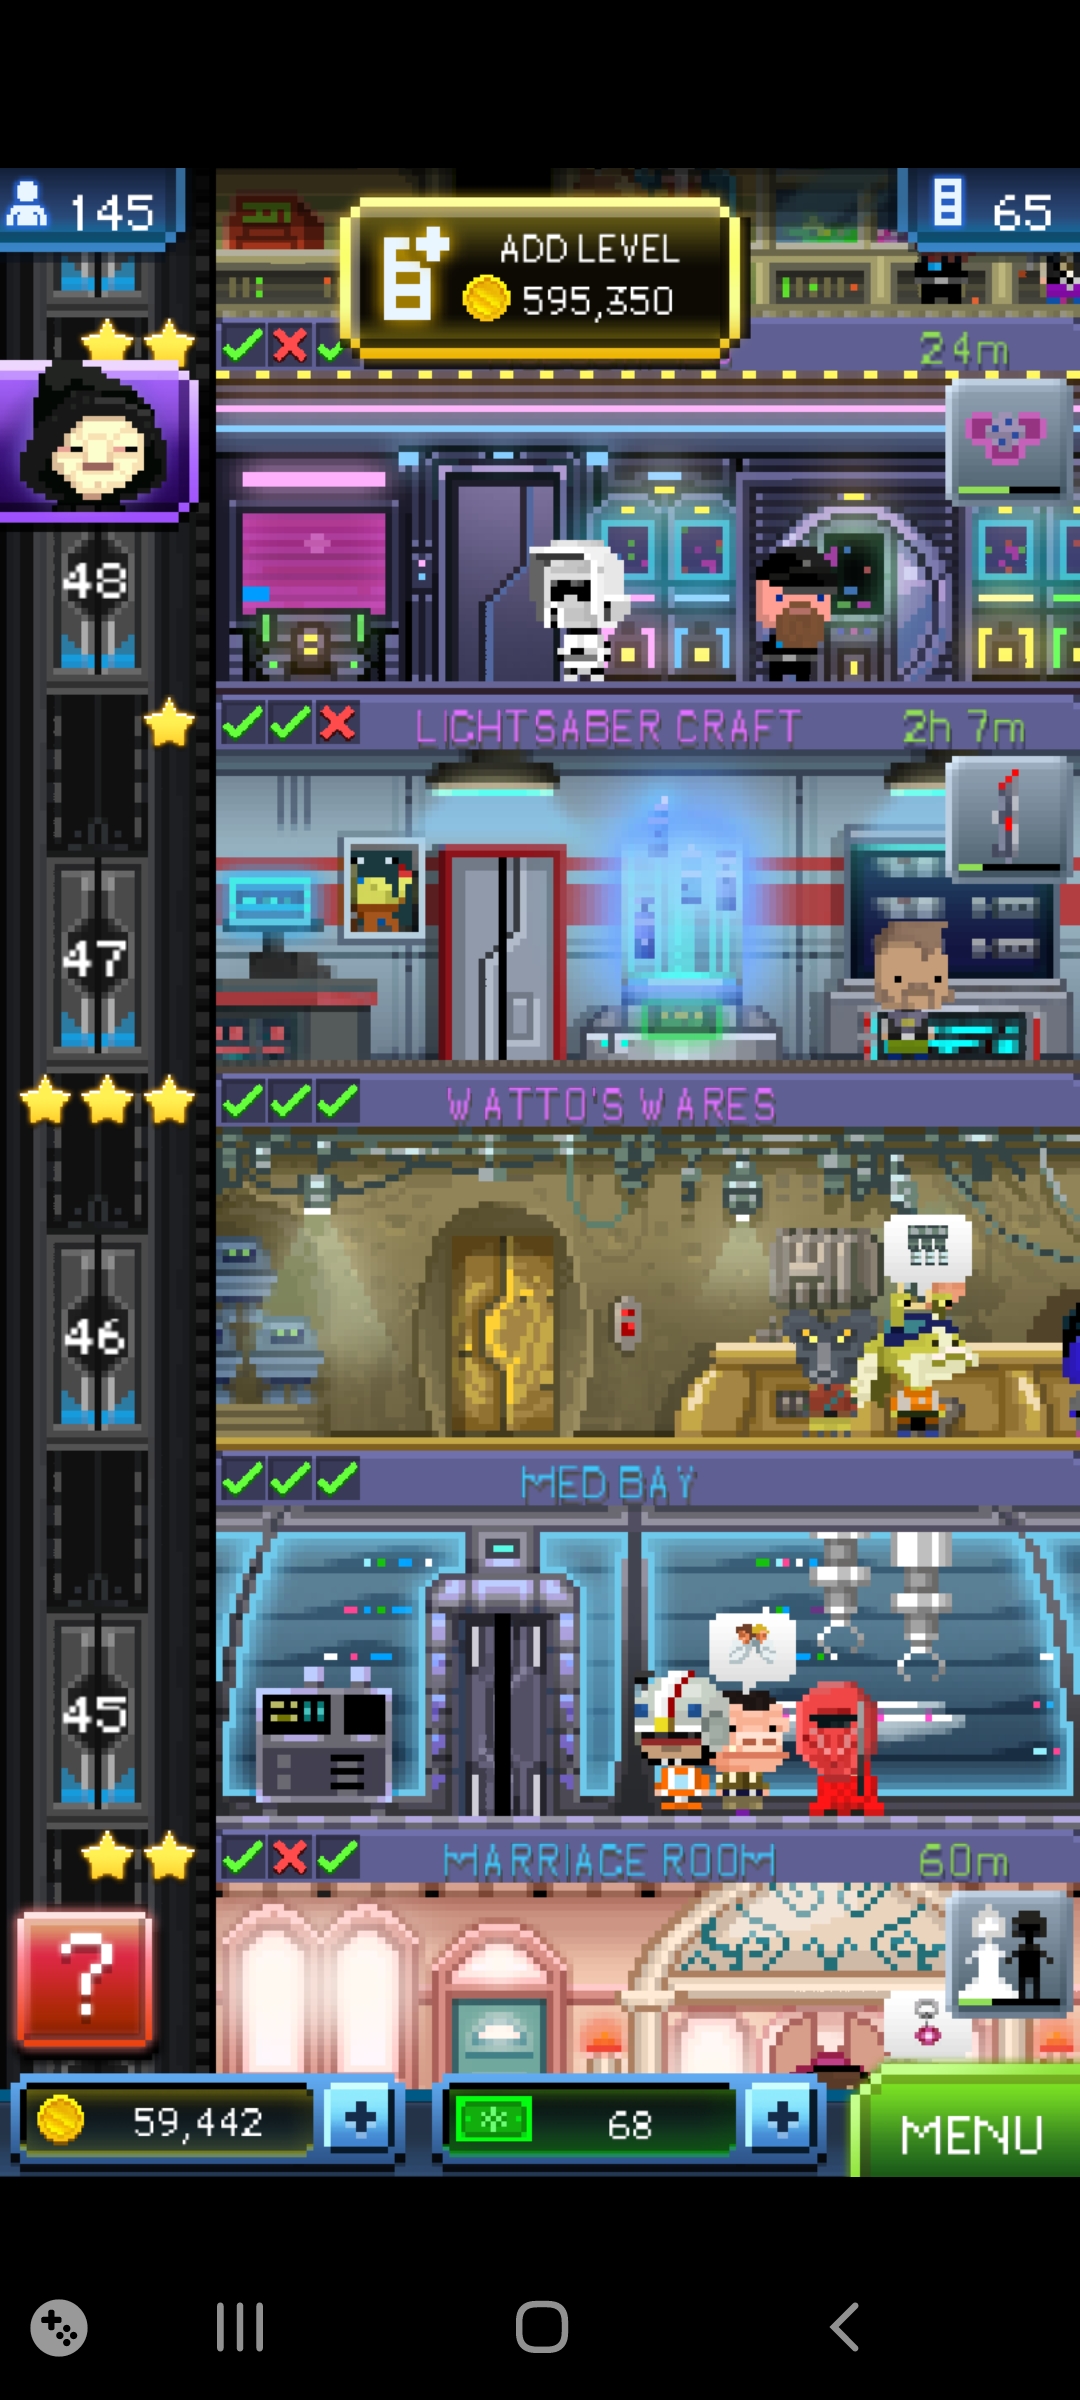 145
65
ADD LEVEL
595,350
24m
48
LIGHTSABER CRAFT
2h 7m
47
WATTO'S WARES
46
MED BAY
45
MARRIAGE ROOM
60m
?
59,442
+
68
+
MENU